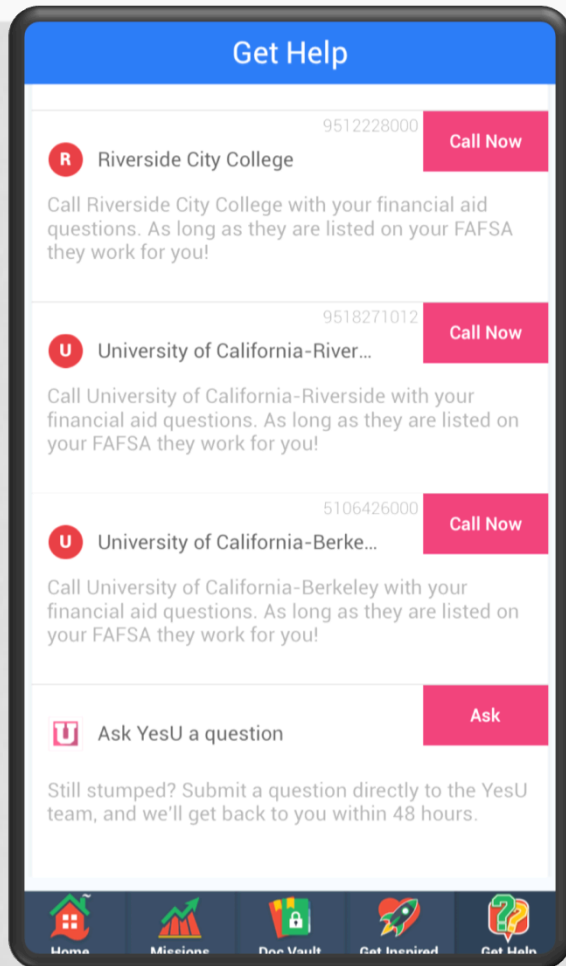 Get Help
9512228000
Call Now
R
Riverside City College
Call Riverside City College with your financial aid
questions. As long as they are listed on your FAFSA
they work for you!
9518271012
Call Now
U
University of California-River...
Call University of California-Riverside with your
financial aid questions. As long as they are listed on
your FAFSA they work for you!
5106426000
Call Now
U
University of California-Berke...
Call University of California-Berkeley with your
financial aid questions. As long as they are listed on
your FAFSA they work for you!
Ask
U
Ask YesU a question
Still stumped? Submit a question directly to the YesU
team, and we'll get back to you within 48 hours.
Home Missions Doc Vault Get Inspired Get Help